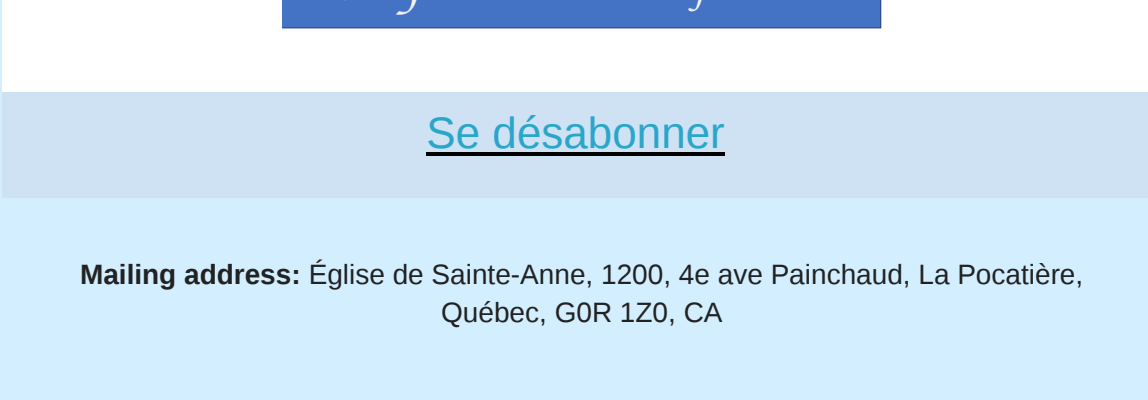 Se désabonner
Mailing address: Église de Sainte-Anne, 1200, 4e ave Painchaud, La Pocatière,
Québec, G0R 1Z0, CA